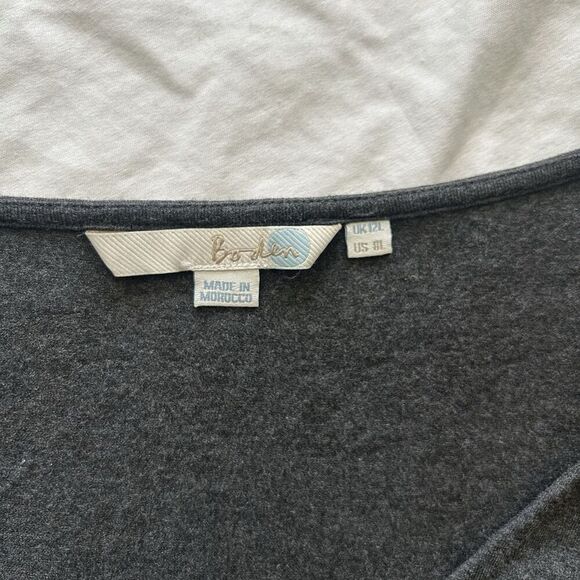 Boden
UK12L
US 8L
MADE IN
MOROCCO